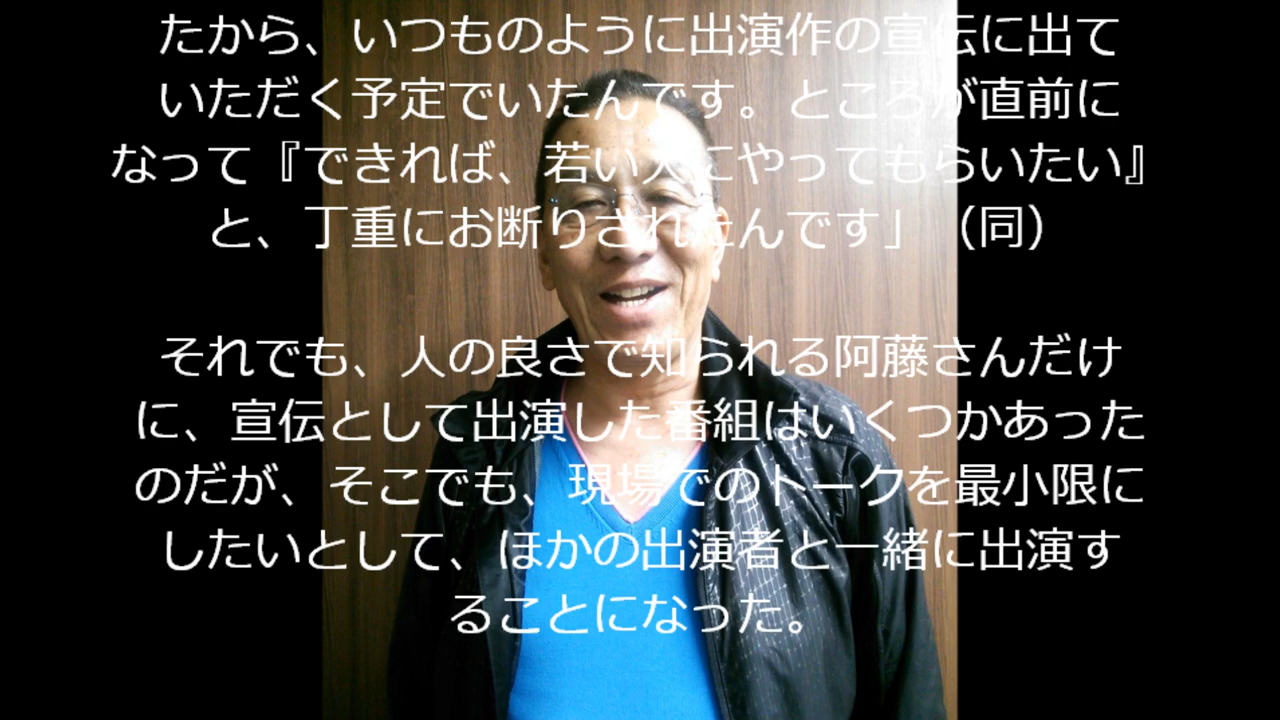 たから、いつものように出演作の宣伝に出て
いただく予定でいたんです。ところが直前に
なって『できれば、若い人にやってもらいたい』
と、丁重にお断りされたんです」（同）
それでも、人の良さで知られる阿藤さんだけ
に、宣伝として出演した番組はいくつかあった
のだが、そこでも、現場でのトークを最小限に
したいとして、ほかの出演者と一緒に出演す
ることになった。